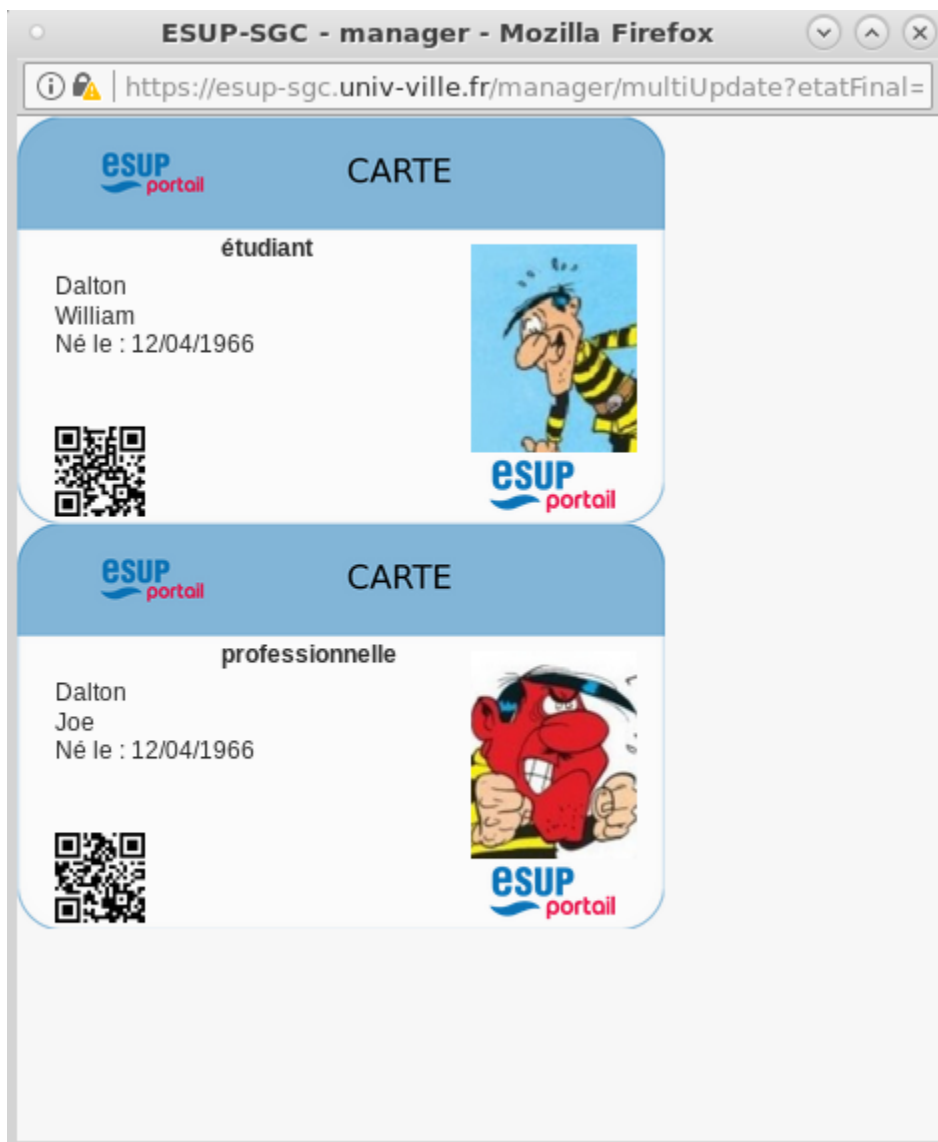 ESUP-SGC - manager - Mozilla Firefox
https://esup-sgc.univ-ville.fr/manager/multiUpdate?etatFinal=
esup
portail
CARTE
étudiant
Dalton
William
Né le : 12/04/1966
esup
portail
esup
portail
CARTE
professionnelle
Dalton
Joe
Né le : 12/04/1966
esup
portail